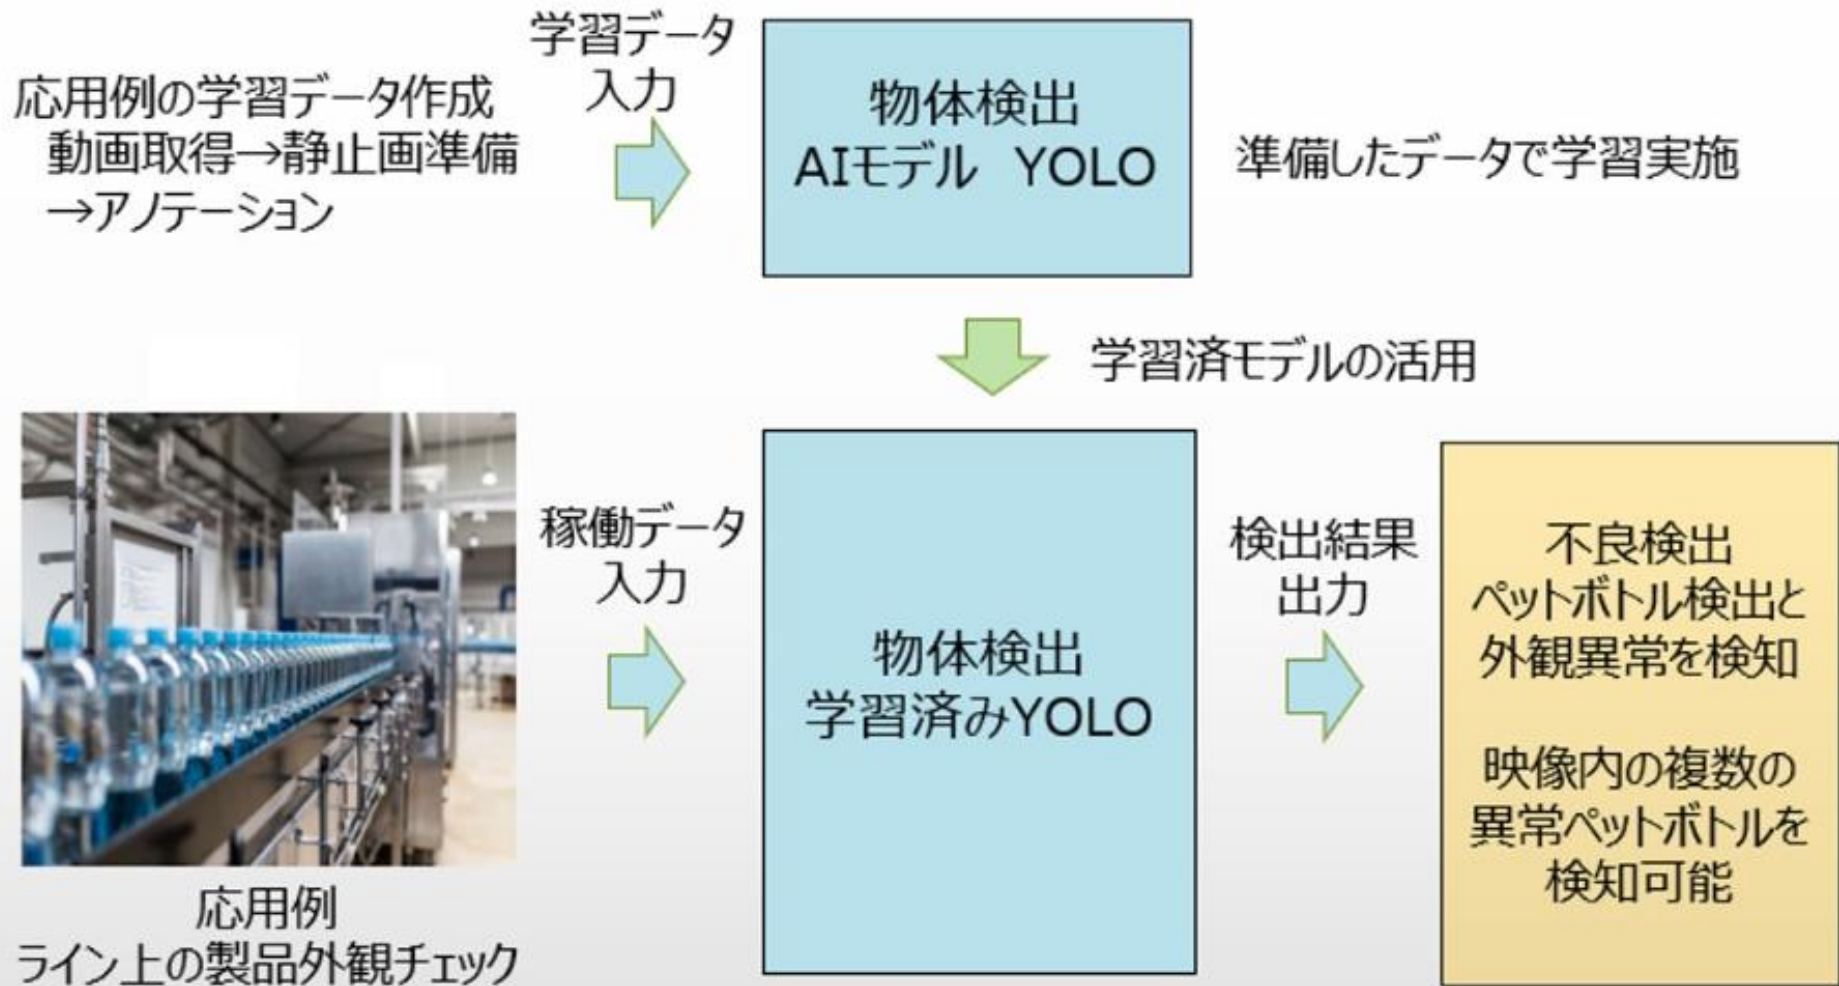 応用例の学習データ作成
動画取得→静止画準備
→アノテーション
学習データ
入力
物体検出
AIモデル　YOLO
準備したデータで学習実施
学習済モデルの活用
応用例
ライン上の製品外観チェック
稼働データ
入力
物体検出
学習済みYOLO
検出結果
出力
不良検出
ペットボトル検出と
外観異常を検知
映像内の複数の
異常ペットボトルを
検知可能